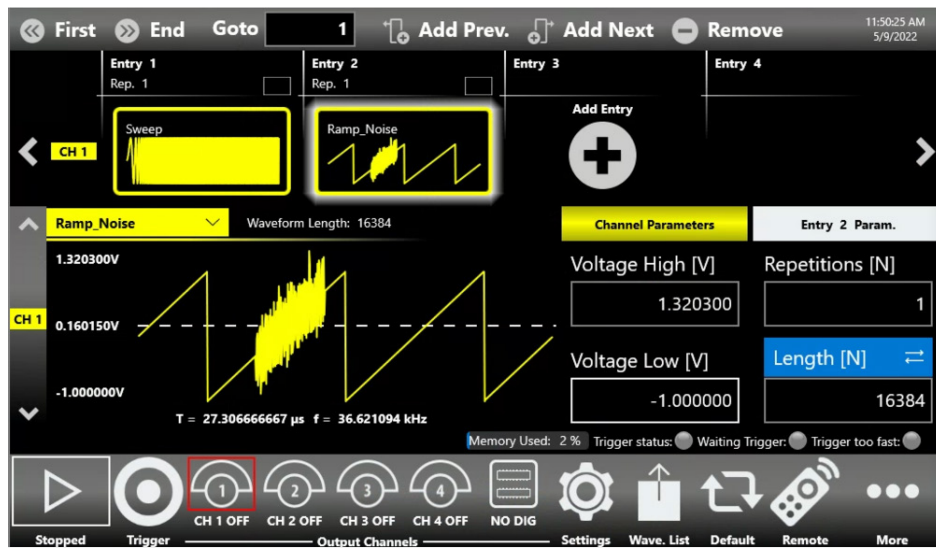 First End Goto 1 Add Prev. Add Next Remove 11:50:25 AM
5/9/2022
Entry 1 Entry 2 Entry 3 Entry 4
Rep. 1 Rep. 1
Add Entry
Sweep Ramp_Noise
CH 1
Ramp_Noise Waveform Length: 16384 Channel Parameters Entry 2 Param.
1.320300V
Voltage High [V] Repetitions [N]
1.320300 1
CH 1 0.160150V
Voltage Low [V] Length [N]
-1.000000V -1.000000 16384
T = 27.306666667 µs f = 36.621094 kHz
Memory Used: 2 % Trigger status: Waiting Trigger: Trigger too fast:
1 2 3 4
CH 1 OFF CH 2 OFF CH 3 OFF CH 4 OFF NO DIG
Stopped Trigger Output Channels Settings Wave. List Default Remote More